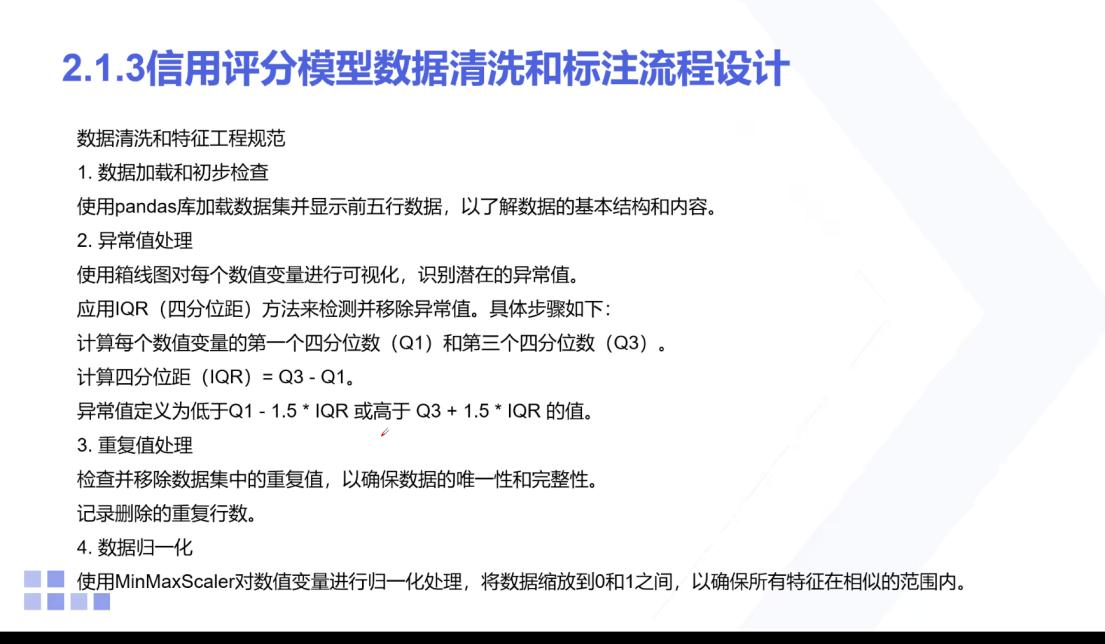 2.1.3信用评分模型数据清洗和标注流程设计
数据清洗和特征工程规范
1. 数据加载和初步检查
使用pandas库加载数据集并显示前五行数据，以了解数据的基本结构和内容。
2. 异常值处理
使用箱线图对每个数值变量进行可视化，识别潜在的异常值。
应用IQR（四分位距）方法来检测并移除异常值。具体步骤如下：
计算每个数值变量的第一个四分位数（Q1）和第三个四分位数（Q3）。
计算四分位距（IQR）= Q3 - Q1。
异常值定义为低于Q1 - 1.5 * IQR 或高于 Q3 + 1.5 * IQR 的值。
3. 重复值处理
检查并移除数据集中的重复值，以确保数据的唯一性和完整性。
记录删除的重复行数。
4. 数据归一化
使用MinMaxScaler对数值变量进行归一化处理，将数据缩放到0和1之间，以确保所有特征在相似的范围内。